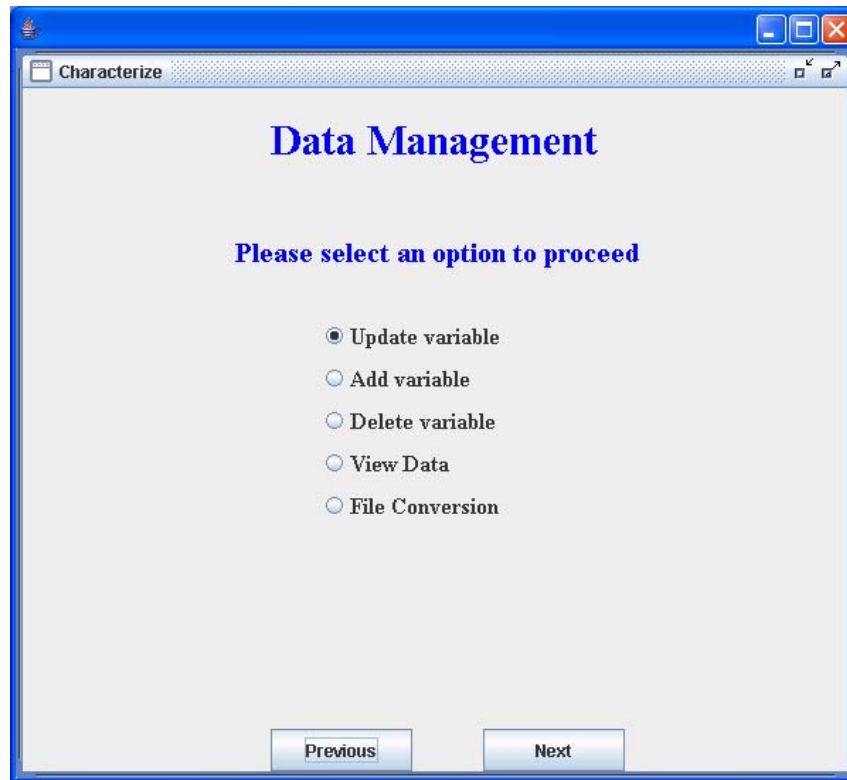 Characterize
Data Management
Please select an option to proceed
Update variable
Add variable
Delete variable
View Data
File Conversion
Previous Next